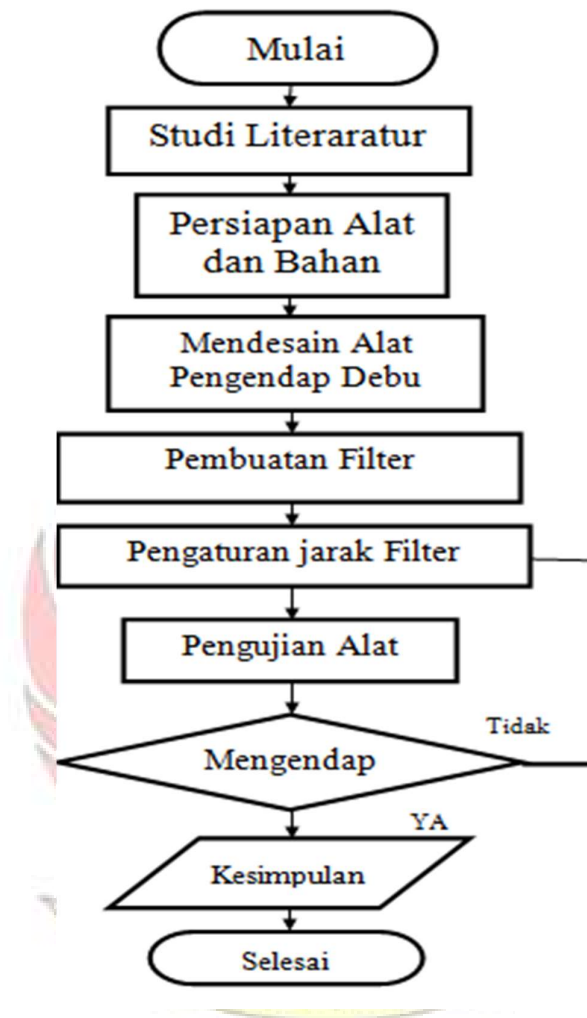 Mulai
Studi Literaratur
Persiapan Alat
dan Bahan
Mendesain Alat
Pengendap Debu
Pembuatan Filter
Pengaturan jarak Filter
Pengujian Alat
Mengendap
Tidak
YA
Kesimpulan
Selesai